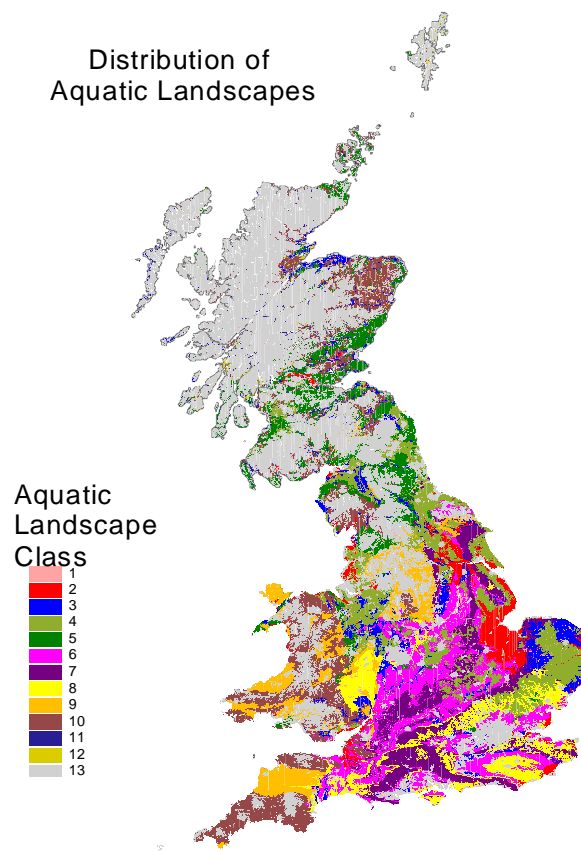 Distribution of
Aquatic Landscapes
Aquatic
Landscape
Class
1
2
3
4
5
6
7
8
9
10
11
12
13